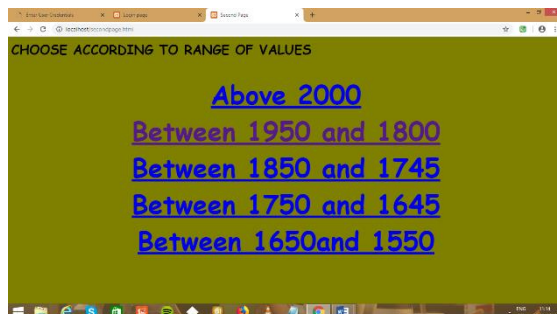 Enter User Credentials
Login page
Second Page
localhost/secondpage.html
CHOOSE ACCORDING TO RANGE OF VALUES
Above 2000
Between 1950 and 1800
Between 1850 and 1745
Between 1750 and 1645
Between 1650and 1550
ENG